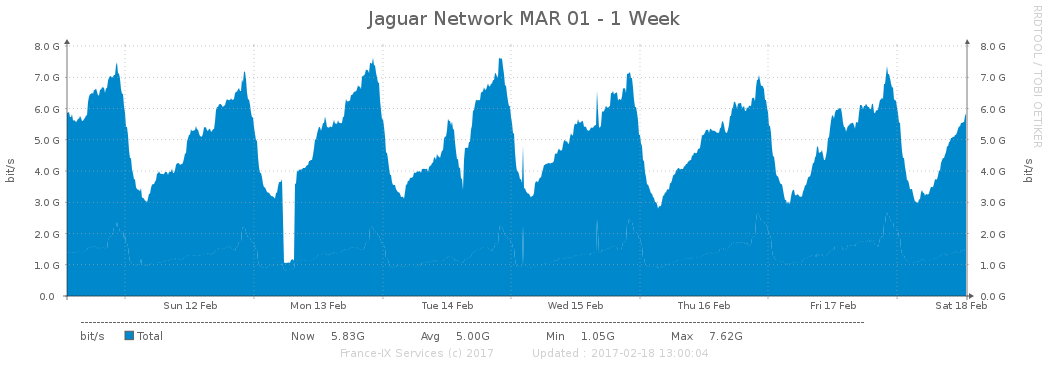 Jaguar Network MAR 01 - 1 Week
RRDTOOL / TOBI OETIKER
bit/s
8.0 G
7.0 G
6.0 G
5.0 G
4.0 G
3.0 G
2.0 G
1.0 G
0.0
8.0 G
7.0 G
6.0 G
5.0 G
4.0 G
3.0 G
2.0 G
1.0 G
0.0 G
bit/s
Sun 12 Feb Mon 13 Feb Tue 14 Feb Wed 15 Feb Thu 16 Feb Fri 17 Feb Sat 18 Feb
bit/s Total Now 5.83G Avg 5.00G Min 1.05G Max 7.62G
France-IX Services (c) 2017 Updated : 2017-02-18 13:00:04